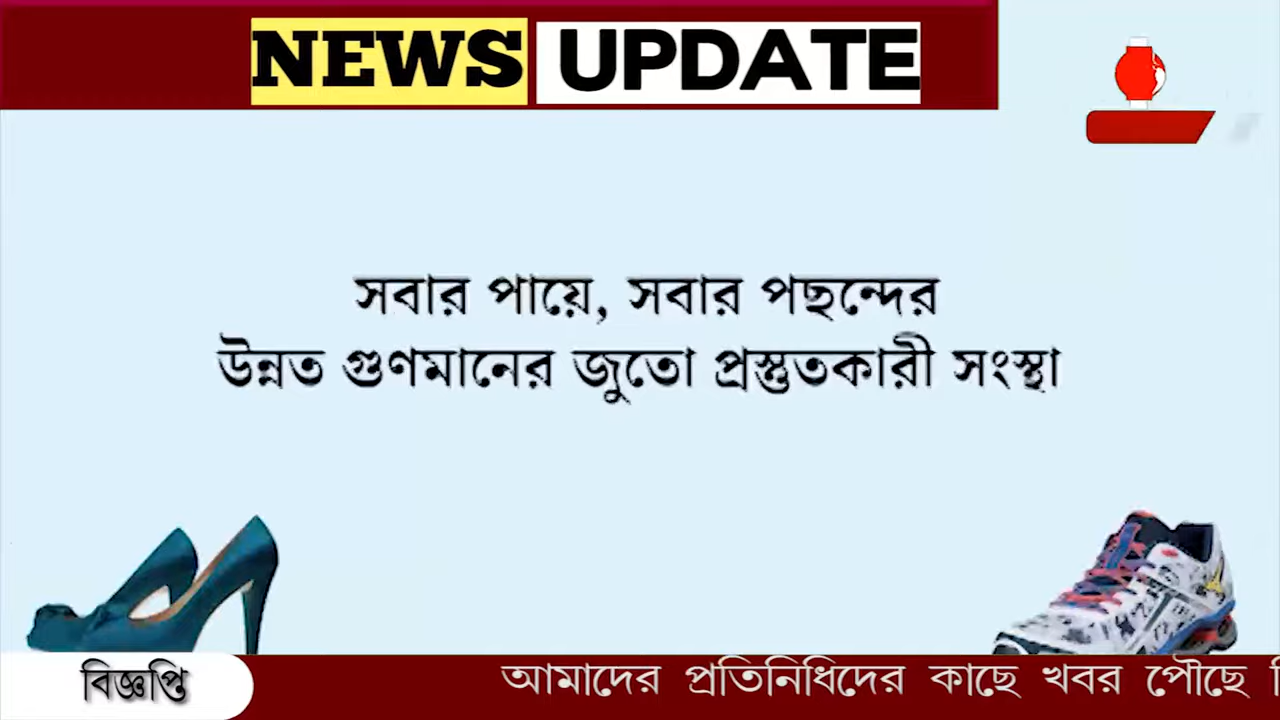 NEWS UPDATE
সবার পায়ে, সবার পছন্দের
উন্নত গুণমানের জুতো প্রস্তুতকারী সংস্থা
বিজ্ঞপ্তি
আমাদের প্রতিনিধিদের কাছে খবর পৌছে